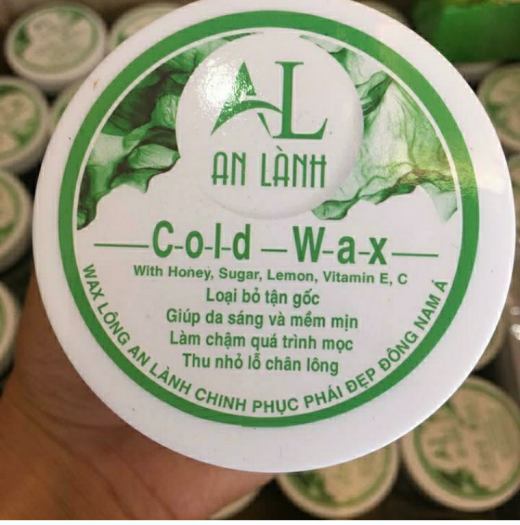 AL
AN LÀNH
C-o-l-d – W-a-x
With Honey, Sugar, Lemon, Vitamin E, C
Loại bỏ tận gốc
Giúp da sáng và mềm mịn
Làm chậm quá trình mọc
Thu nhỏ lỗ chân lông
WAX LÔNG AN LÀNH CHINH PHỤC PHÁI ĐẸP ĐÔNG NAM Á